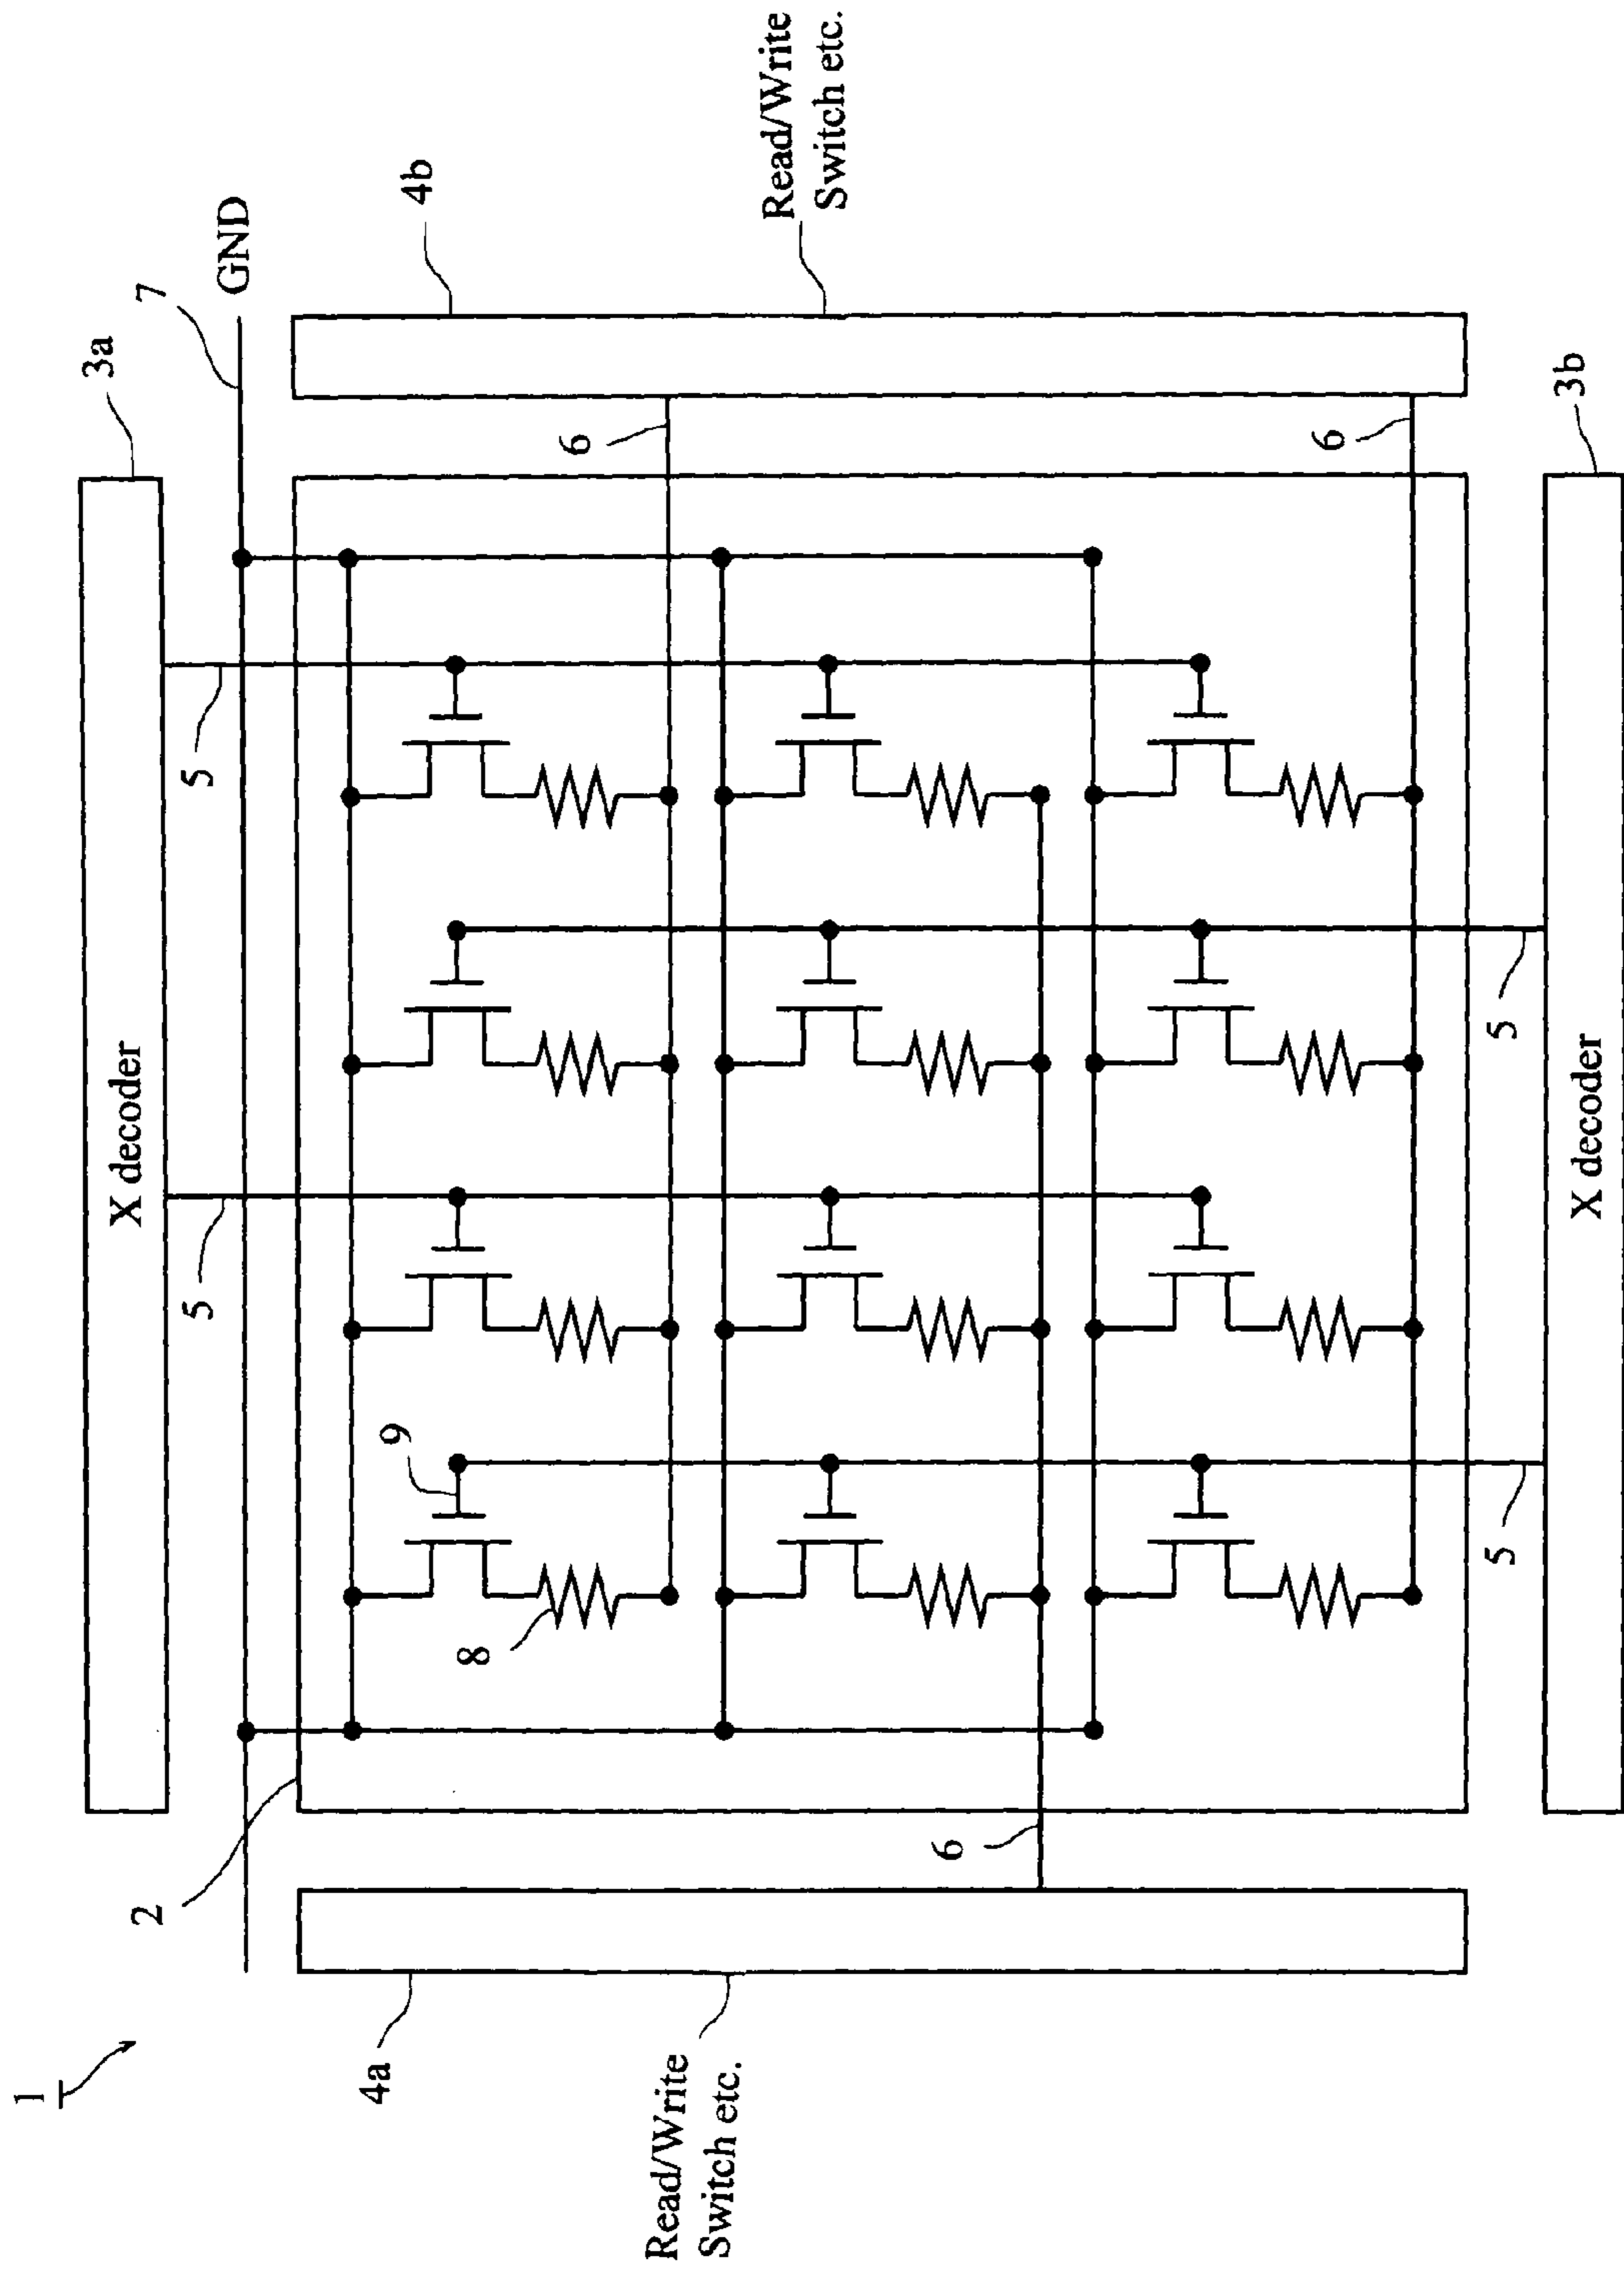 1
3a
X decoder
7
GND
2
4b
Read/Write
Switch etc.
5
5
6
6
9
8
5
5
6
4a
Read/Write
Switch etc.
3b
X decoder